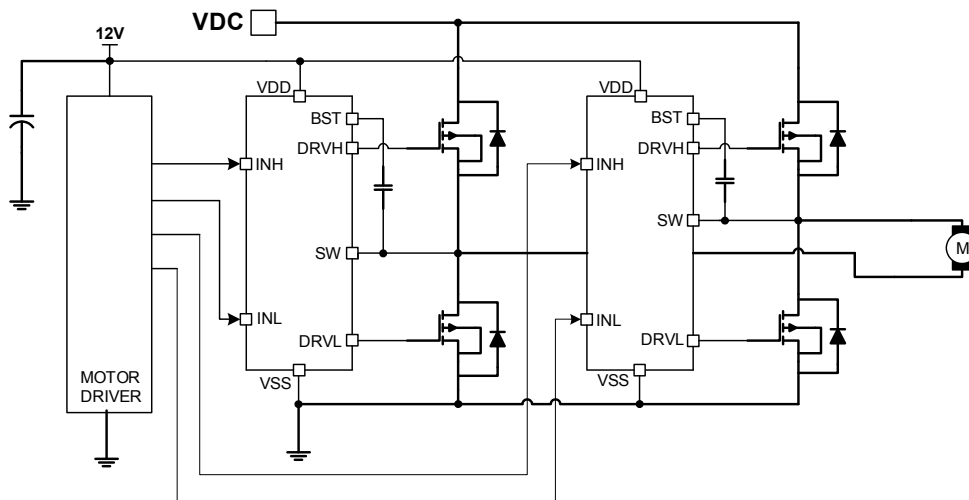 VDC
12V
VDD
VDD
BST
BST
DRVH
DRVH
INH
INH
SW
SW
M
INL
INL
DRVL
DRVL
MOTOR
DRIVER
VSS
VSS